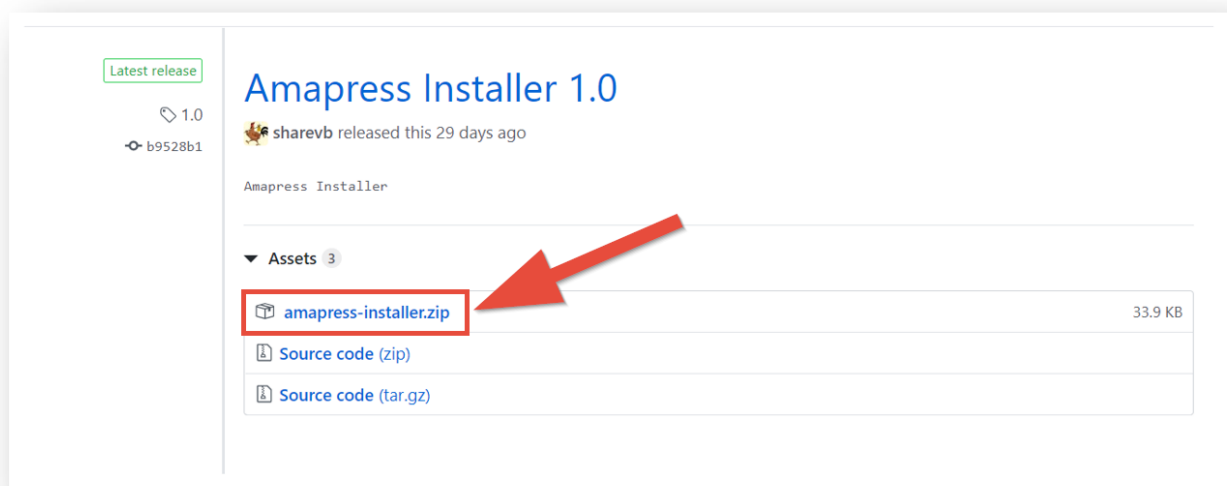 Latest release
1.0
b9528b1
Amapress Installer 1.0
sharevb released this 29 days ago
Amapress Installer
Assets 3
amapress-installer.zip 33.9 KB
Source code (zip)
Source code (tar.gz)